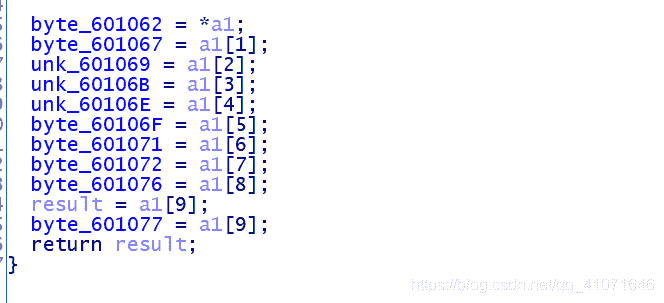 byte_601062 = *a1;
byte_601067 = a1[1];
unk_601069 = a1[2];
unk_60106B = a1[3];
unk_60106E = a1[4];
byte_60106F = a1[5];
byte_601071 = a1[6];
byte_601072 = a1[7];
byte_601076 = a1[8];
result = a1[9];
byte_601077 = a1[9];
return result;
}
https://blog.csdn.net/qq_41071646